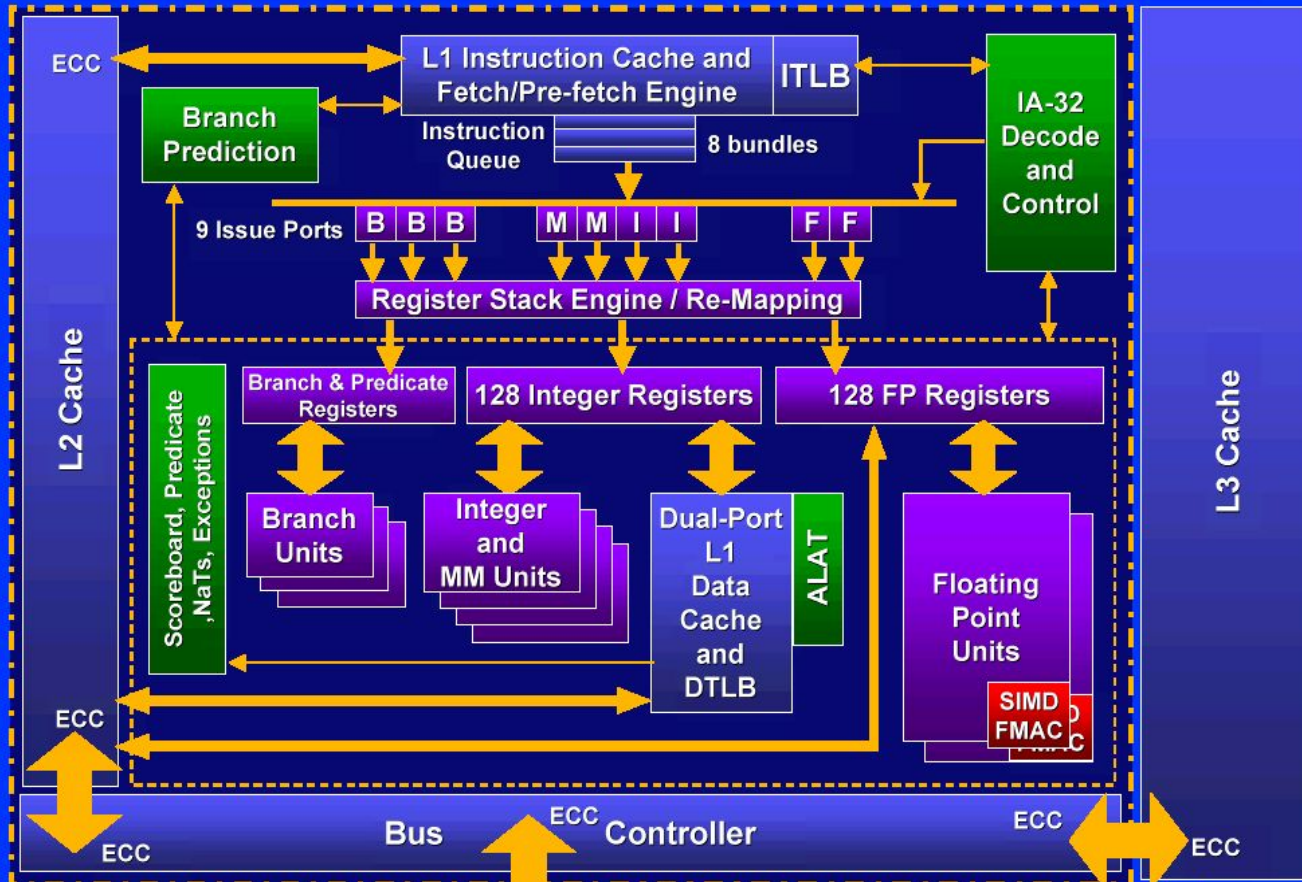 ECC
L1 Instruction Cache and
Fetch/Pre-fetch Engine
ITLB
Branch
Prediction
Instruction
Queue
8 bundles
IA-32
Decode
and
Control
9 Issue Ports
B B B
M M I I
F F
Register Stack Engine / Re-Mapping
L2 Cache
L3 Cache
Scoreboard, Predicate
,NaTs, Exceptions
Branch & Predicate
Registers
128 Integer Registers
128 FP Registers
Branch
Units
Integer
and
MM Units
Dual-Port
L1
Data
Cache
and
DTLB
ALAT
Floating
Point
Units
SIMD
FMAC
D
FMAC
ECC
ECC
Bus Controller
ECC
ECC
ECC